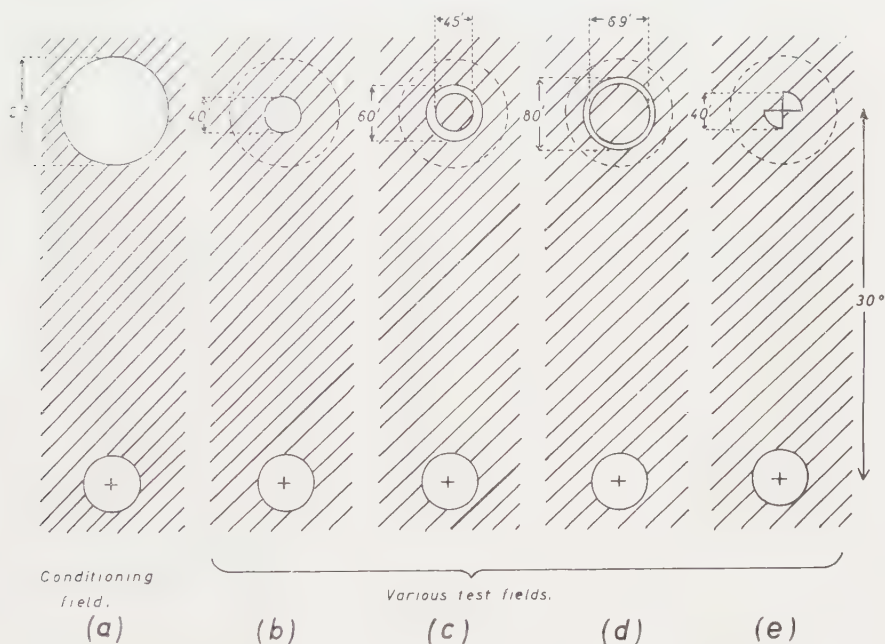 45'
69'
40'
60'
80'
40'
30°
Conditioning
field.
Various test fields.
(a)
(b)
(c)
(d)
(e)